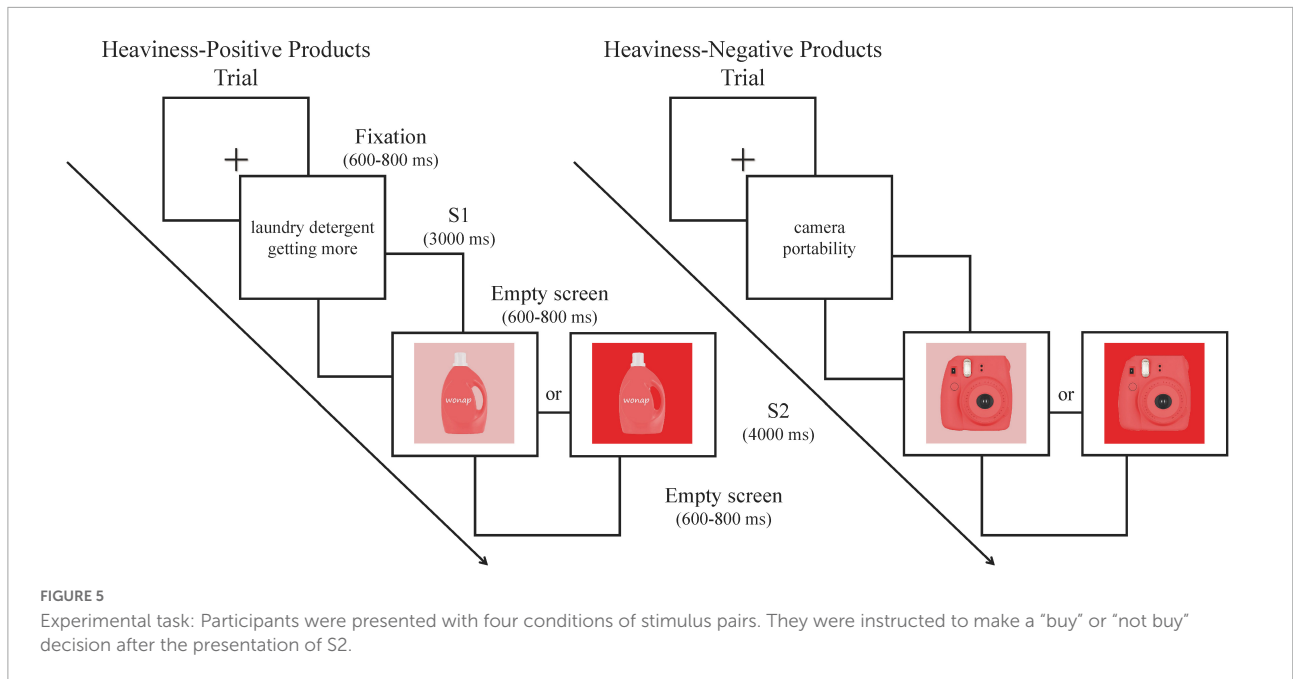 Heaviness-Positive Products
Trial
Fixation
(600-800 ms)
laundry detergent
getting more
S1
(3000 ms)
Empty screen
(600-800 ms)
wonap
or
wonap
S2
(4000 ms)
Empty screen
(600-800 ms)
Heaviness-Negative Products
Trial
camera
portability
or
FIGURE 5
Experimental task: Participants were presented with four conditions of stimulus pairs. They were instructed to make a “buy” or “not buy”
decision after the presentation of S2.